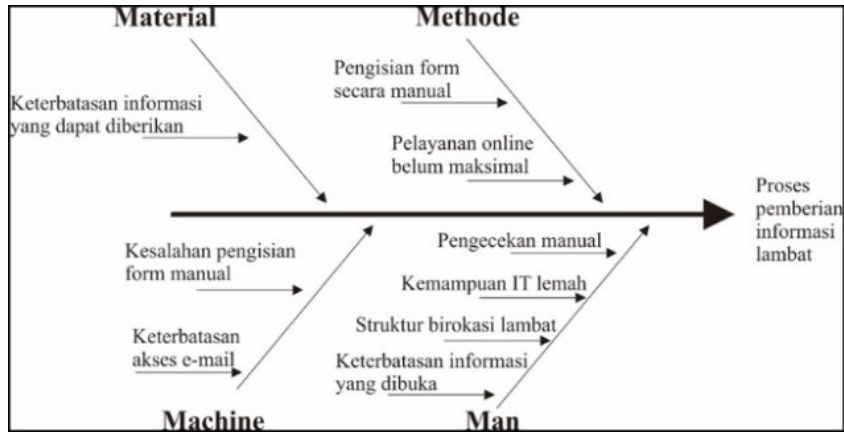 Material
Methode
Keterbatasan informasi
yang dapat diberikan
Pengisian form
secara manual
Pelayanan online
belum maksimal
Proses
pemberian
informasi
lambat
Kesalahan pengisian
form manual
Keterbatasan
akses e-mail
Pengecekan manual
Kemampuan IT lemah
Struktur birokasi lambat
Keterbatasan informasi
yang dibuka
Machine
Man